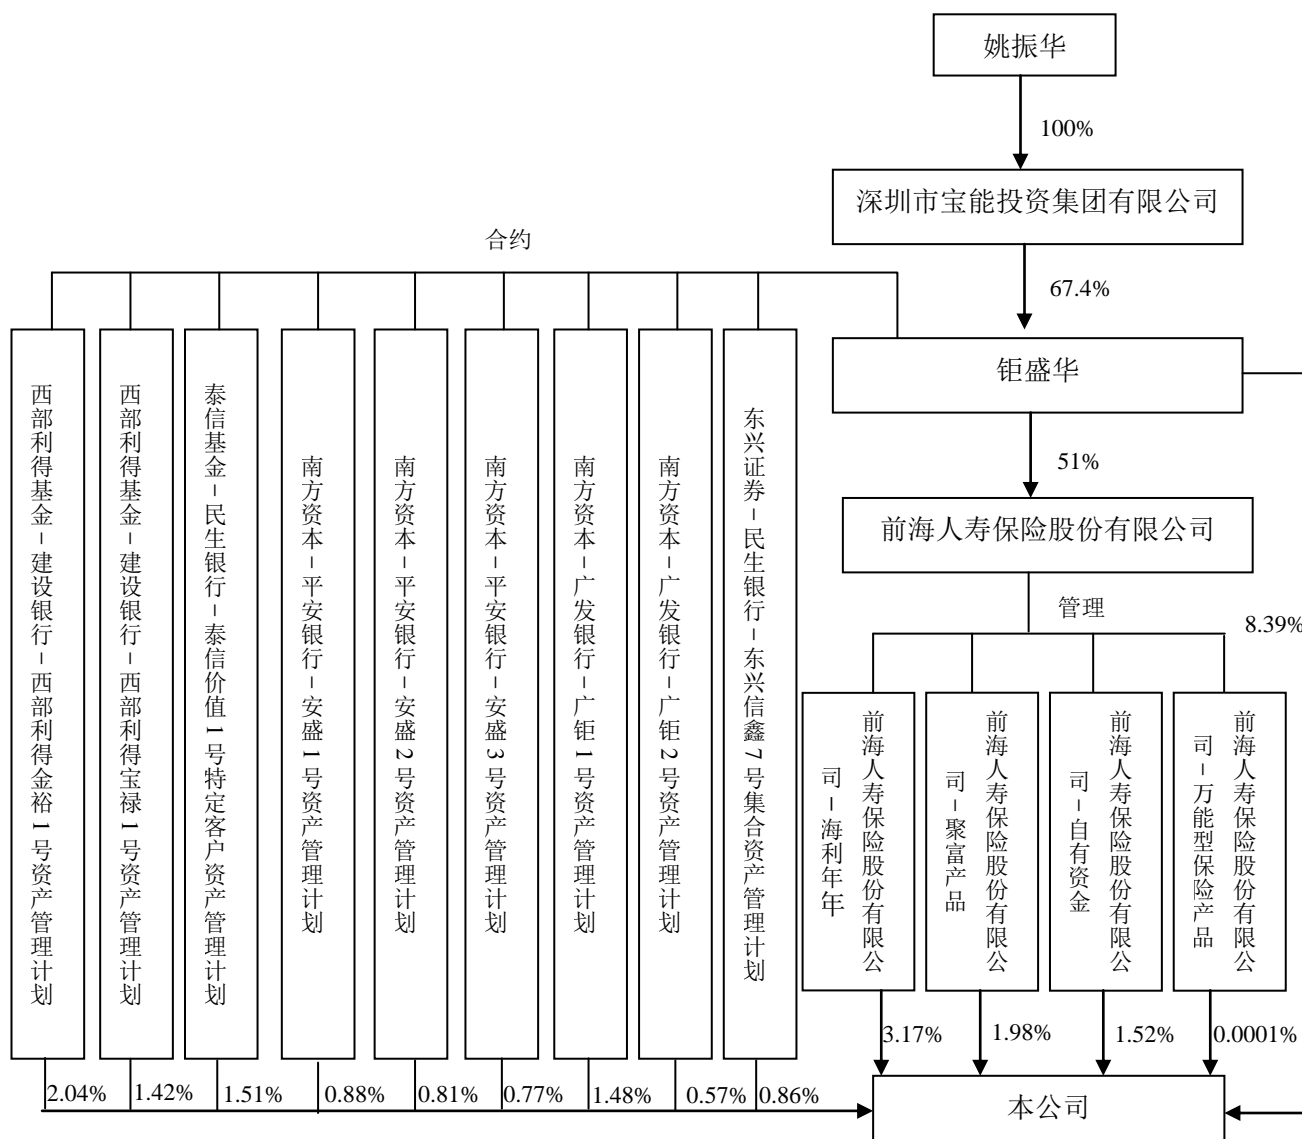 姚振华
100%
深圳市宝能投资集团有限公司
合约
67.4%
钜盛华
51%
前海人寿保险股份有限公司
管理
8.39%
西部利得基金-建设银行-西部利得金裕1号资产管理计划
西部利得基金-建设银行-西部利得宝禄1号资产管理计划
泰信基金-民生银行-泰信价值1号特定客户资产管理计划
南方资本-平安银行-安盛1号资产管理计划
南方资本-平安银行-安盛2号资产管理计划
南方资本-平安银行-安盛3号资产管理计划
南方资本-广发银行-广钜1号资产管理计划
南方资本-广发银行-广钜2号资产管理计划
东兴证券-民生银行-东兴信鑫7号集合资产管理计划
前海人寿保险股份有限公
司-海利年年
前海人寿保险股份有限公
司-聚富产品
前海人寿保险股份有限公
司-自有资金
前海人寿保险股份有限公
司-万能型保险产品
3.17%
1.98%
1.52%
0.0001%
2.04%
1.42%
1.51%
0.88%
0.81%
0.77%
1.48%
0.57%
0.86%
本公司